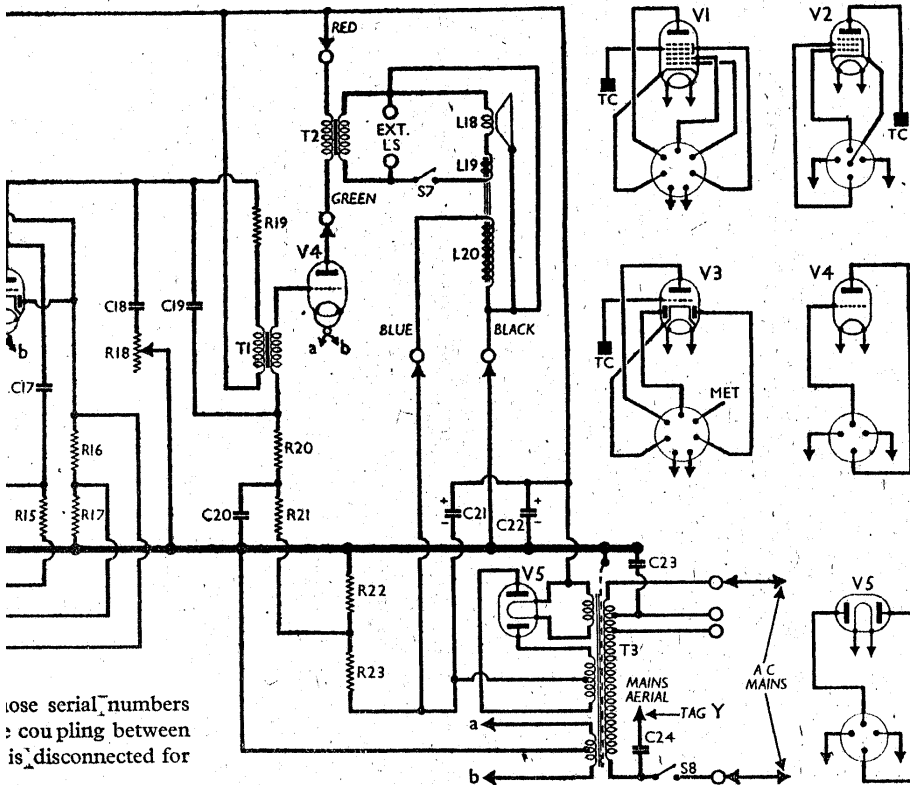 RED
V1
V2
TC
TC
T2
EXT.
LS
L18
L19
S7
GREEN
R19
V4
L20
V3
V4
C18
C19
b
R18
T1
a
b
BLUE
BLACK
TC
MET
C17
R16
R20
R15
R17
C20
R21
+
C21
-
+
C22
-
C23
R22
V5
V5
R23
T3
A C
MAINS
MAINS
AERIAL
TAG Y
a
C24
S8
b
ose serial numbers
e coupling between
is disconnected for